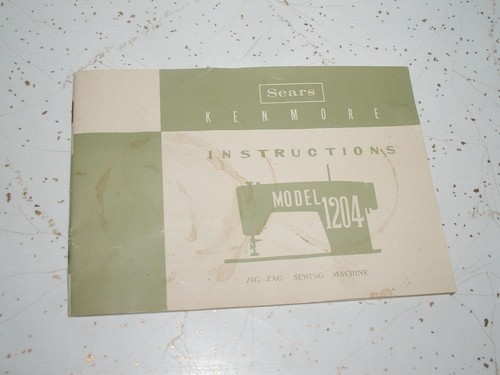 Sears
KENMORE
INSTRUCTIONS
MODEL
1204
ZIG-ZAG SEWING MACHINE